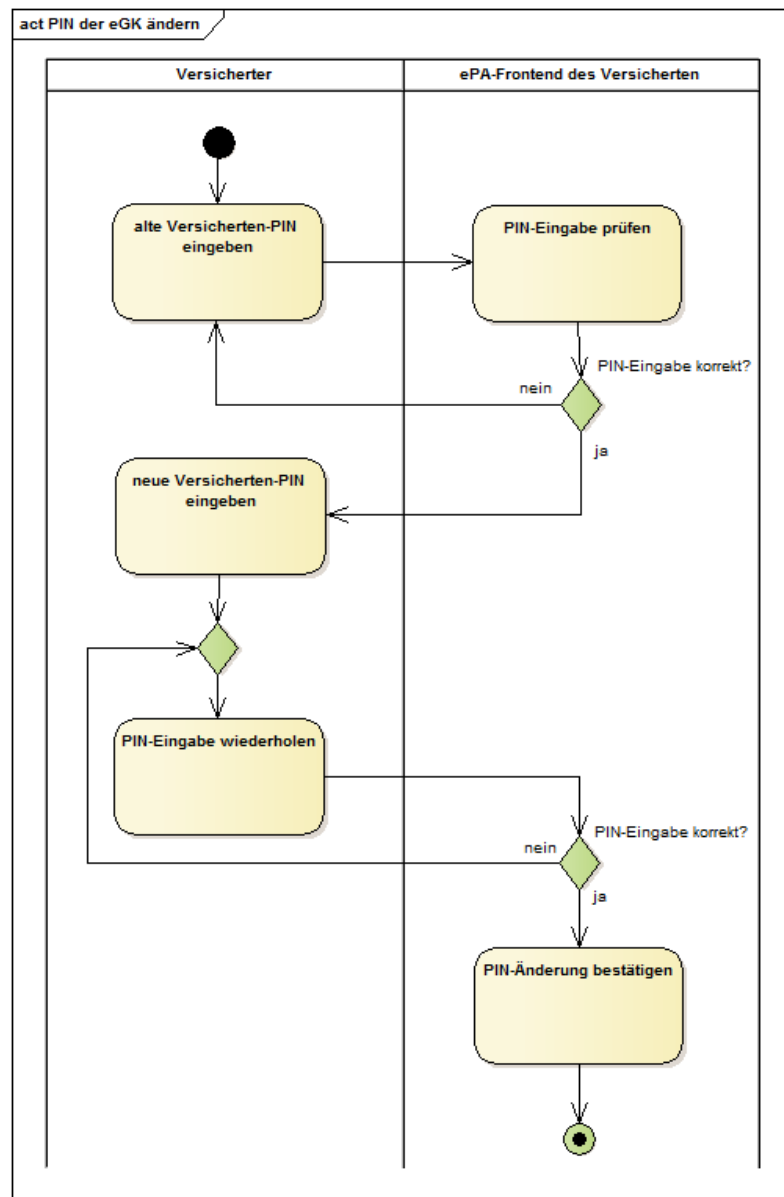 act PIN der eGK ändern
Versicherter
ePA-Frontend des Versicherten
alte Versicherten-PIN
eingeben
PIN-Eingabe prüfen
PIN-Eingabe korrekt?
nein
ja
neue Versicherten-PIN
eingeben
PIN-Eingabe wiederholen
PIN-Eingabe korrekt?
nein
ja
PIN-Änderung bestätigen